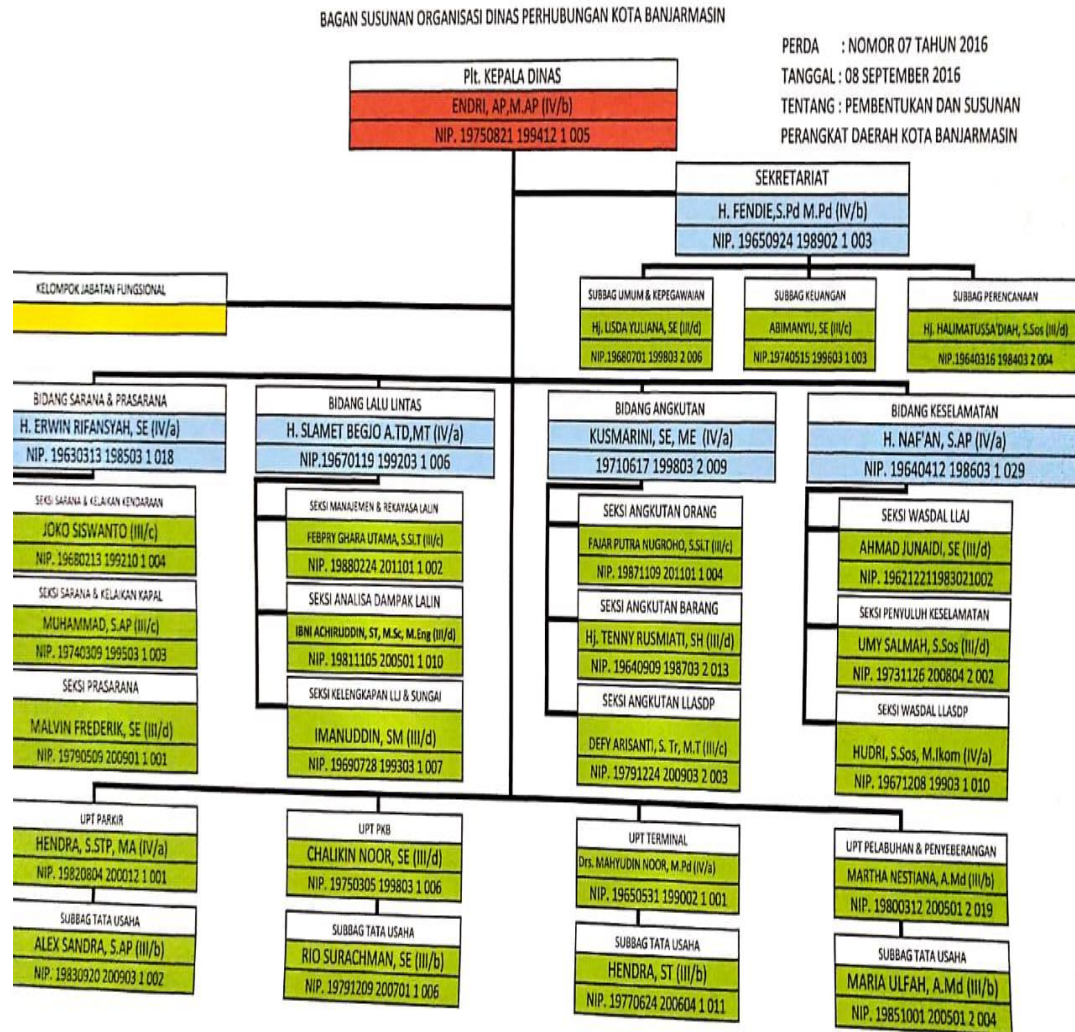 BAGAN SUSUNAN ORGANISASI DINAS PERHUBUNGAN KOTA BANJARMASIN
PERDA : NOMOR 07 TAHUN 2016
TANGGAL : 08 SEPTEMBER 2016
TENTANG : PEMBENTUKAN DAN SUSUNAN
PERANGKAT DAERAH KOTA BANJARMASIN
Plt. KEPALA DINAS
ENDRI, AP,M.AP (IV/b)
NIP. 19750821 199412 1 005
SEKRETARIAT
H. FENDIE,S.Pd M.Pd (IV/b)
NIP. 19650924 198902 1 003
KELOMPOK JABATAN FUNGSIONAL
SUBBAG UMUM & KEPEGAWAIAN
Hj. LISDA YULIANA, SE (III/d)
NIP.19680701 199803 2 006
SUBBAG KEUANGAN
ABIMANYU, SE (III/c)
NIP.19740515 199603 1 003
SUBBAG PERENCANAAN
Hj. HALIMATUSSA'DIAH, S.Sos (III/d)
NIP.19640316 198403 2 004
BIDANG SARANA & PRASARANA
H. ERWIN RIFANSYAH, SE (IV/a)
NIP. 19630313 198503 1 018
BIDANG LALU LINTAS
H. SLAMET BEGJO A.TD,MT (IV/a)
NIP.19670119 199203 1 006
BIDANG ANGKUTAN
KUSMARINI, SE, ME (IV/a)
19710617 199803 2 009
BIDANG KESELAMATAN
H. NAF'AN, S.AP (IV/a)
NIP. 19640412 198603 1 029
SEKSI SARANA & KELAIKAN KENDARAAN
JOKO SISWANTO (III/c)
NIP. 19680213 199210 1 004
SEKSI SARANA & KELAIKAN KAPAL
MUHAMMAD, S.AP (III/c)
NIP. 19740309 199503 1 003
SEKSI PRASARANA
MALVIN FREDERIK, SE (III/d)
NIP. 19790509 200901 1 001
SEKSI MANAJEMEN & REKAYASA LALIN
FEBPRY GHARA UTAMA, S.SLT (III/c)
NIP. 19880224 201101 1 002
SEKSI ANALISA DAMPAK LALIN
IBNI ACHIRUDDIN, ST, M.Sc, M.Eng (III/d)
NIP. 19811105 200501 1 010
SEKSI KELENGKAPAN LLJ & SUNGAI
IMANUDDIN, SM (III/d)
NIP. 19690728 199303 1 007
SEKSI ANGKUTAN ORANG
FAJAR PUTRA NUGROHO, S.SLT (III/c)
NIP. 19871109 201101 1 004
SEKSI ANGKUTAN BARANG
Hj. TENNY RUSMIATI, SH (III/d)
NIP. 19640909 198703 2 013
SEKSI ANGKUTAN LLASDP
DEFY ARISANTI, S. Tr, M.T (III/c)
NIP. 19791224 200903 2 003
SEKSI WASDAL LLAJ
AHMAD JUNAIDI, SE (III/d)
NIP. 196212211983021002
SEKSI PENYULUH KESELAMATAN
UMY SALMAH, S.Sos (III/d)
NIP. 19731126 200804 2 002
SEKSI WASDAL LLASDP
HUDRI, S.Sos, M.Ikom (IV/a)
NIP. 19671208 19903 1 010
UPT PARKIR
HENDRA, S.STP, MA (IV/a)
NIP. 19820804 200012 1 001
SUBBAG TATA USAHA
ALEX SANDRA, S.AP (III/b)
NIP. 19830920 200903 1 002
UPT PKB
CHALIKIN NOOR, SE (III/d)
NIP. 19750305 199803 1 006
SUBBAG TATA USAHA
RIO SURACHMAN, SE (III/b)
NIP. 19791209 200701 1 006
UPT TERMINAL
Drs. MAHYUDIN NOOR, M.Pd (IV/a)
NIP. 19650531 199002 1 001
SUBBAG TATA USAHA
HENDRA, ST (III/b)
NIP. 19770624 200604 1 011
UPT PELABUHAN & PENYEBERANGAN
MARTHA NESTIANA, A.Md (III/b)
NIP. 19800312 200501 2 019
SUBBAG TATA USAHA
MARIA ULFAH, A.Md (III/b)
NIP. 19851001 200501 2 004